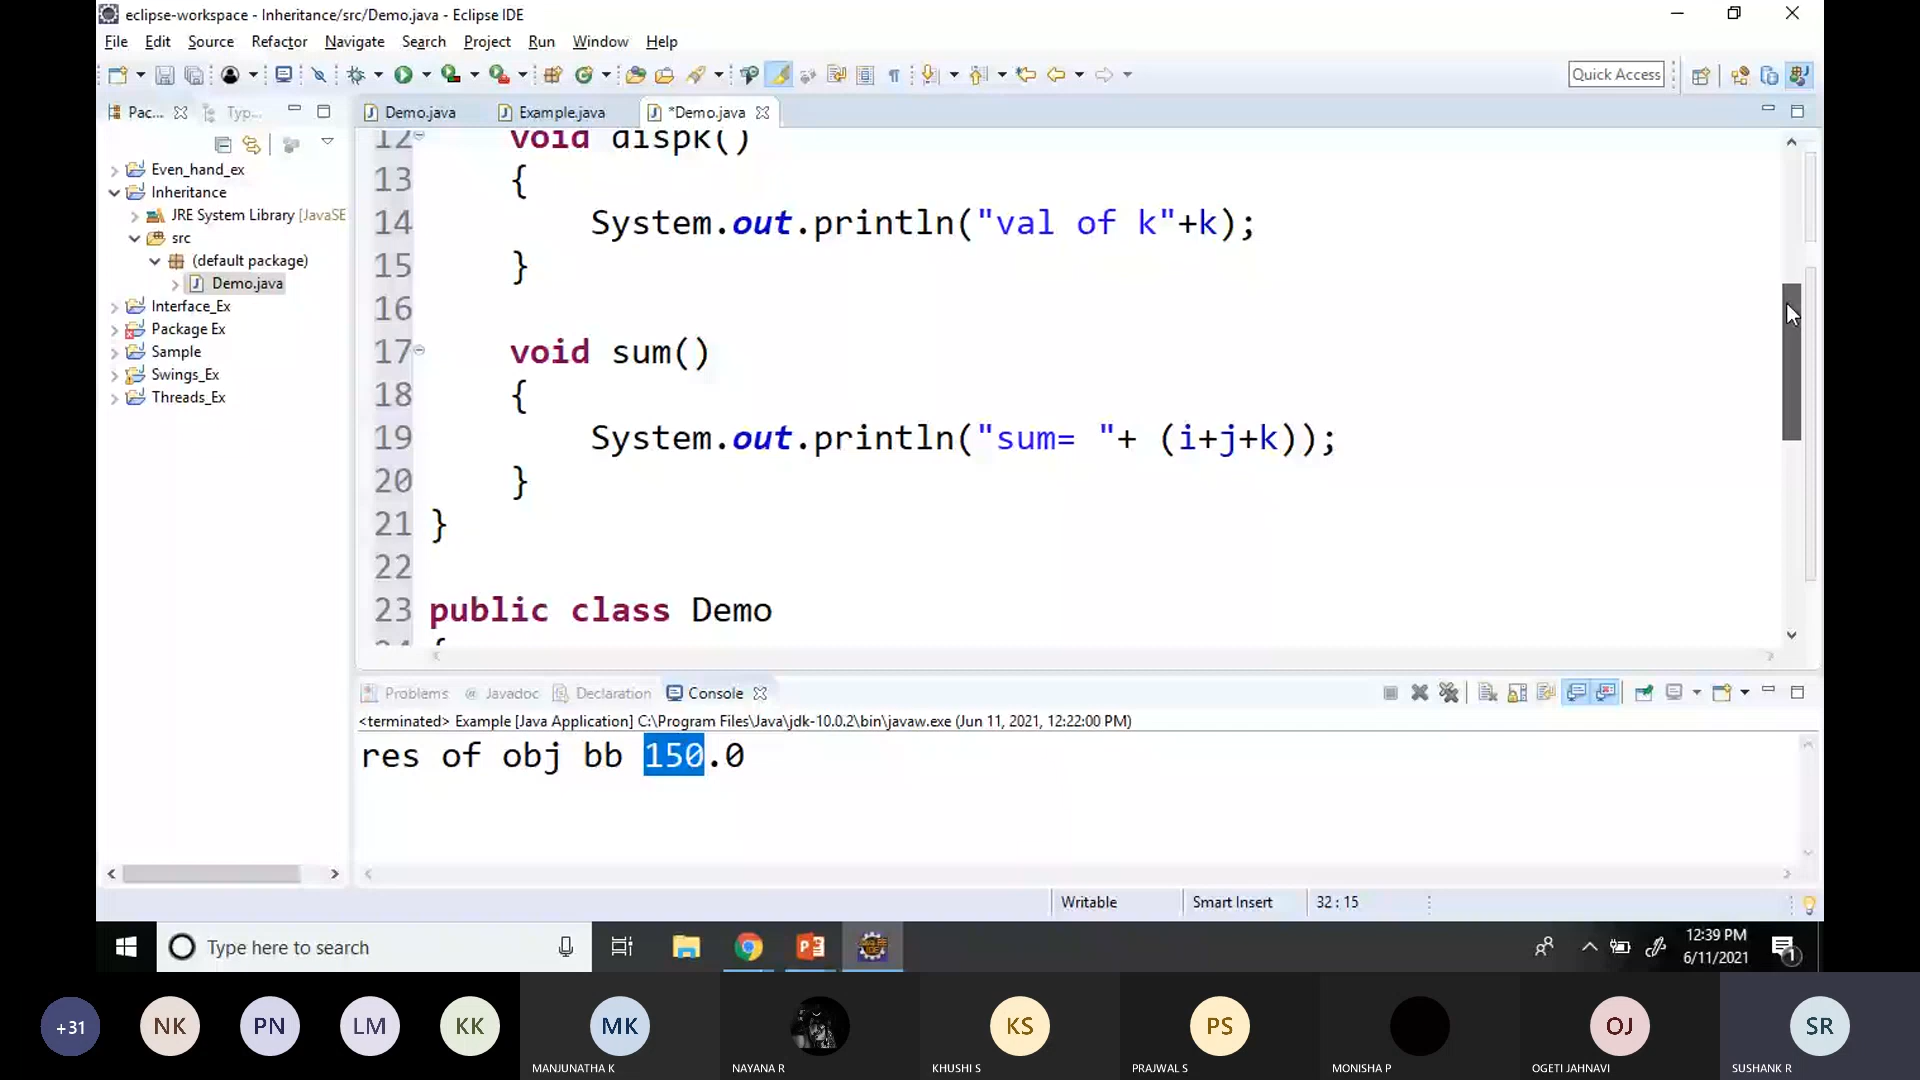 eclipse-workspace - Inheritance/src/Demo.java - Eclipse IDE
File Edit Source Refactor Navigate Search Project Run Window Help
Quick Access
Pac... Typ...
Demo.java Example.java *Demo.java
Even_hand_ex
Inheritance
JRE System Library [JavaSE
src
(default package)
Demo.java
Interface_Ex
Package Ex
Sample
Swings_Ex
Threads_Ex
12 void dispk()
13 {
14 System.out.println("val of k"+k);
15 }
16
17 void sum()
18 {
19 System.out.println("sum= "+ (i+j+k));
20 }
21 }
22
23 public class Demo
24 {
Problems @ Javadoc Declaration Console
<terminated> Example [Java Application] C:\Program Files\Java\jdk-10.0.2\bin\javaw.exe (Jun 11, 2021, 12:22:00 PM)
res of obj bb 150.0
Writable Smart Insert 32 : 15
Type here to search
12:39 PM
6/11/2021
1
+31 NK PN LM KK MK KS PS OJ SR
MANJUNATHA K NAYANA R KHUSHI S PRAJWAL S MONISHA P OGETI JAHNAVI SUSHANK R